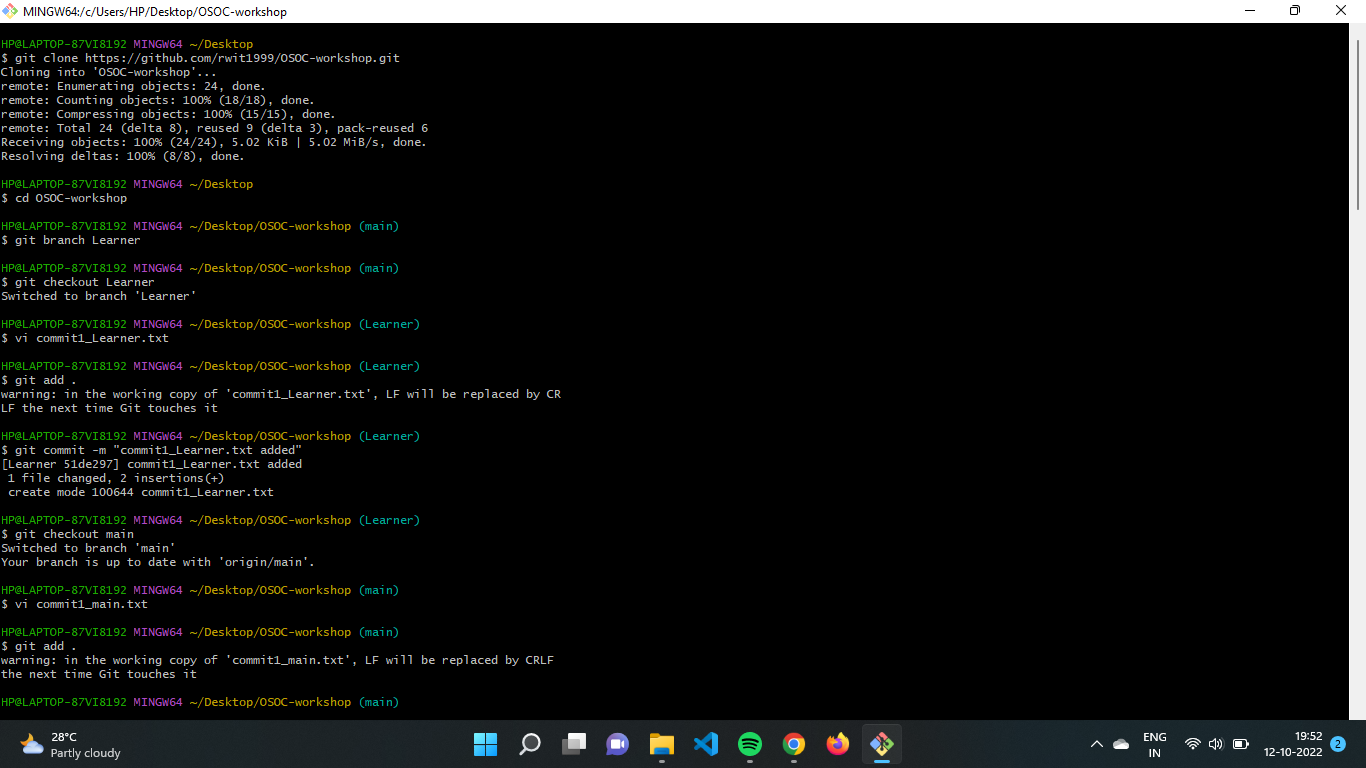 MINGW64:/c/Users/HP/Desktop/OSOC-workshop
HP@LAPTOP-87VI8192 MINGW64 ~/Desktop
$ git clone https://github.com/rwit1999/OSOC-workshop.git
Cloning into 'OSOC-workshop'...
remote: Enumerating objects: 24, done.
remote: Counting objects: 100% (18/18), done.
remote: Compressing objects: 100% (15/15), done.
remote: Total 24 (delta 8), reused 9 (delta 3), pack-reused 6
Receiving objects: 100% (24/24), 5.02 KiB | 5.02 MiB/s, done.
Resolving deltas: 100% (8/8), done.
HP@LAPTOP-87VI8192 MINGW64 ~/Desktop
$ cd OSOC-workshop
HP@LAPTOP-87VI8192 MINGW64 ~/Desktop/OSOC-workshop (main)
$ git branch Learner
HP@LAPTOP-87VI8192 MINGW64 ~/Desktop/OSOC-workshop (main)
$ git checkout Learner
Switched to branch 'Learner'
HP@LAPTOP-87VI8192 MINGW64 ~/Desktop/OSOC-workshop (Learner)
$ vi commit1_Learner.txt
HP@LAPTOP-87VI8192 MINGW64 ~/Desktop/OSOC-workshop (Learner)
$ git add .
warning: in the working copy of 'commit1_Learner.txt', LF will be replaced by CR
LF the next time Git touches it
HP@LAPTOP-87VI8192 MINGW64 ~/Desktop/OSOC-workshop (Learner)
$ git commit -m "commit1_Learner.txt added"
[Learner 51de297] commit1_Learner.txt added
1 file changed, 2 insertions(+)
create mode 100644 commit1_Learner.txt
HP@LAPTOP-87VI8192 MINGW64 ~/Desktop/OSOC-workshop (Learner)
$ git checkout main
Switched to branch 'main'
Your branch is up to date with 'origin/main'.
HP@LAPTOP-87VI8192 MINGW64 ~/Desktop/OSOC-workshop (main)
$ vi commit1_main.txt
HP@LAPTOP-87VI8192 MINGW64 ~/Desktop/OSOC-workshop (main)
$ git add .
warning: in the working copy of 'commit1_main.txt', LF will be replaced by CRLF
the next time Git touches it
HP@LAPTOP-87VI8192 MINGW64 ~/Desktop/OSOC-workshop (main)
28°C
Partly cloudy
ENG
IN
19:52
12-10-2022
2